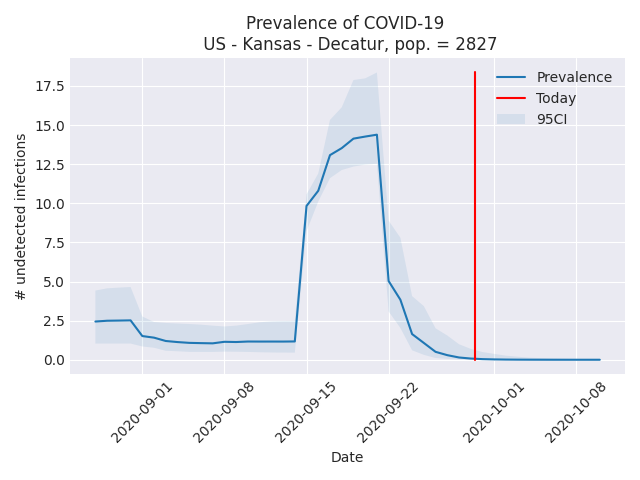 Prevalence of COVID-19
US - Kansas - Decatur, pop. = 2827
Prevalence
Today
95CI
17.5
15.0
12.5
10.0
7.5
5.0
2.5
0.0
# undetected infections
2020-09-01
2020-09-08
2020-09-15
2020-09-22
2020-10-01
2020-10-08
Date